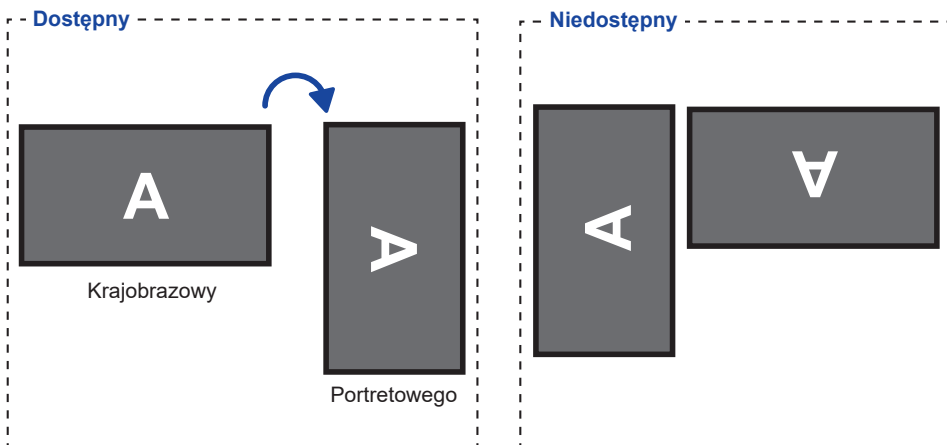 Dostępny
Niedostępny
A
A
A
A
Krajobrazowy
Portretowego